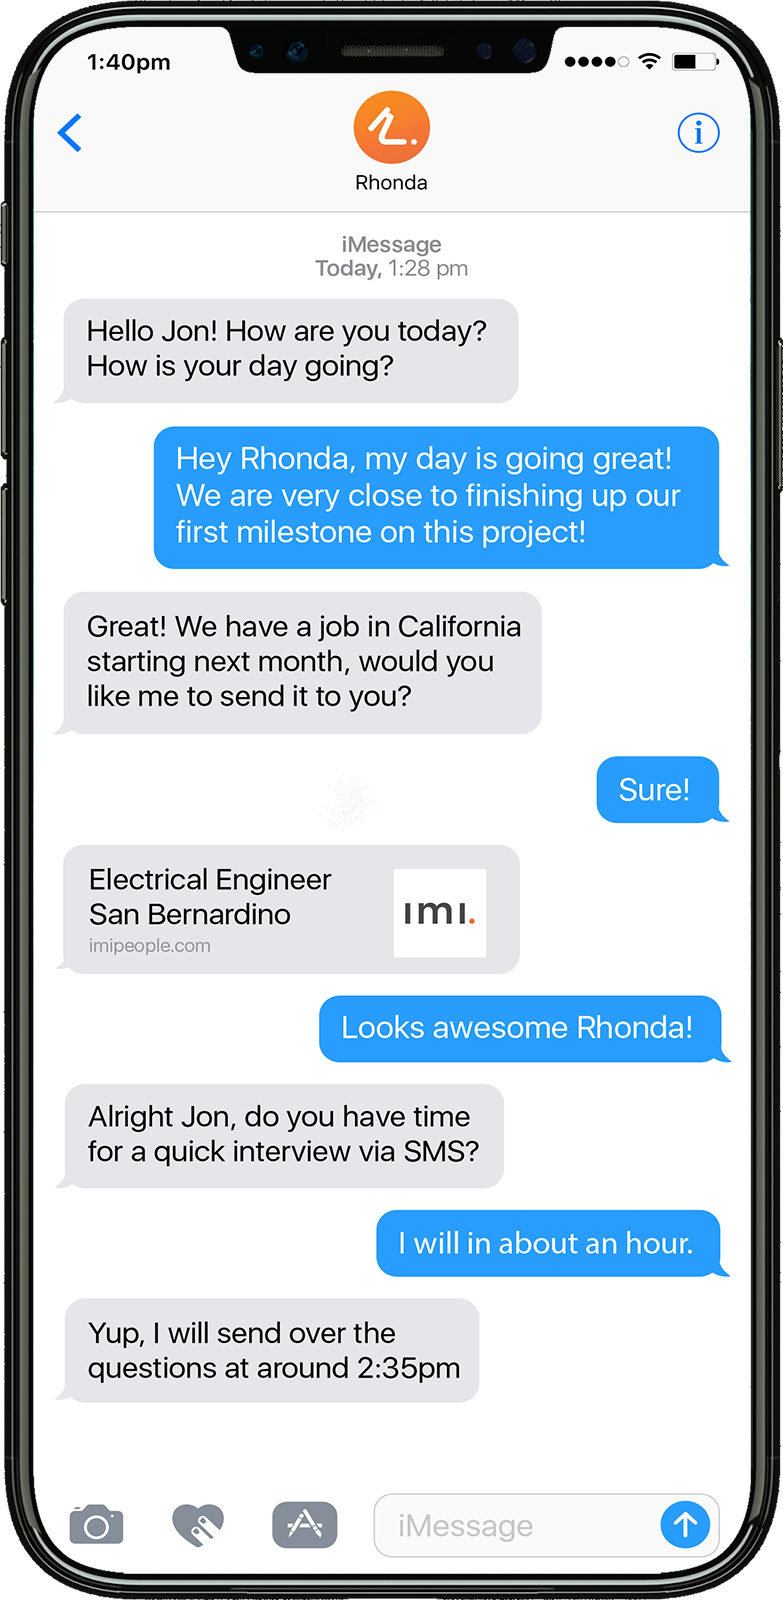 1:40pm
Rhonda
iMessage
Today, 1:28 pm
Hello Jon! How are you today?
How is your day going?
Hey Rhonda, my day is going great!
We are very close to finishing up our
first milestone on this project!
Great! We have a job in California
starting next month, would you
like me to send it to you?
Sure!
Electrical Engineer
San Bernardino
imipeople.com
ımı.
Looks awesome Rhonda!
Alright Jon, do you have time
for a quick interview via SMS?
I will in about an hour.
Yup, I will send over the
questions at around 2:35pm
iMessage